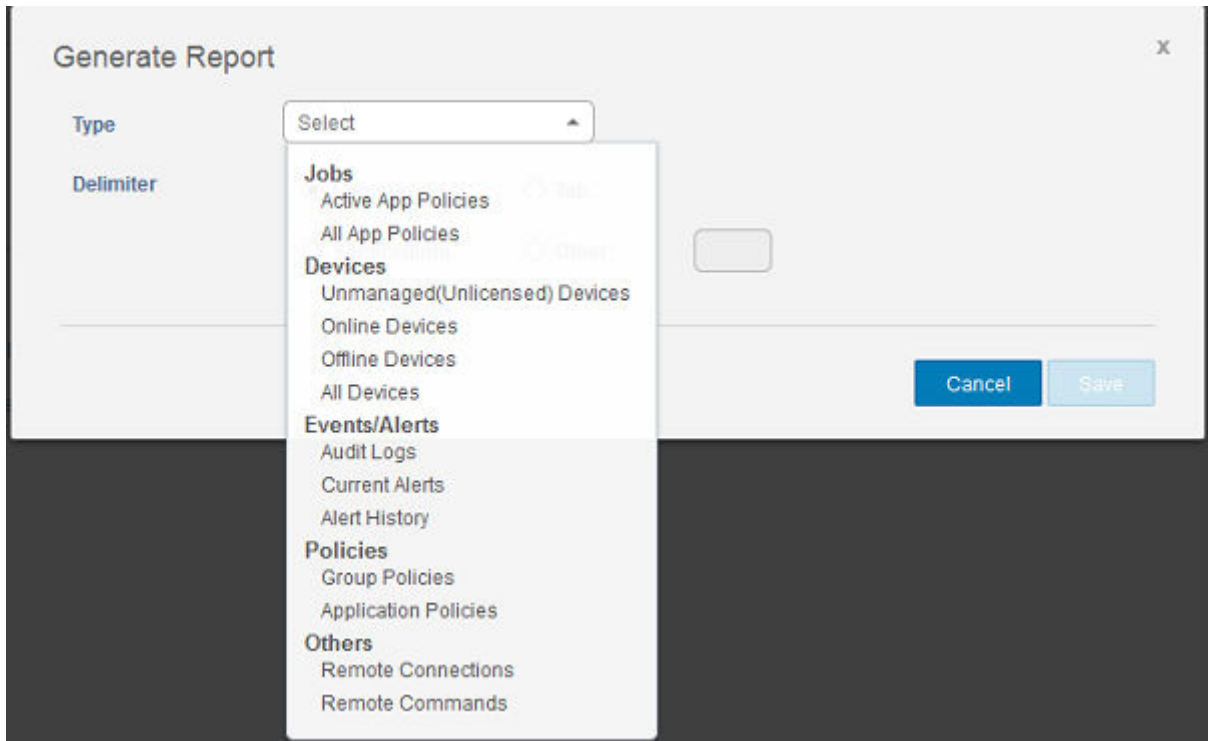 Generate Report
x
Type
Select
Delimiter
Jobs
Active App Policies
All App Policies
Devices
Unmanaged(Unlicensed) Devices
Online Devices
Offline Devices
All Devices
Events/Alerts
Audit Logs
Current Alerts
Alert History
Policies
Group Policies
Application Policies
Others
Remote Connections
Remote Commands
Cancel
Save